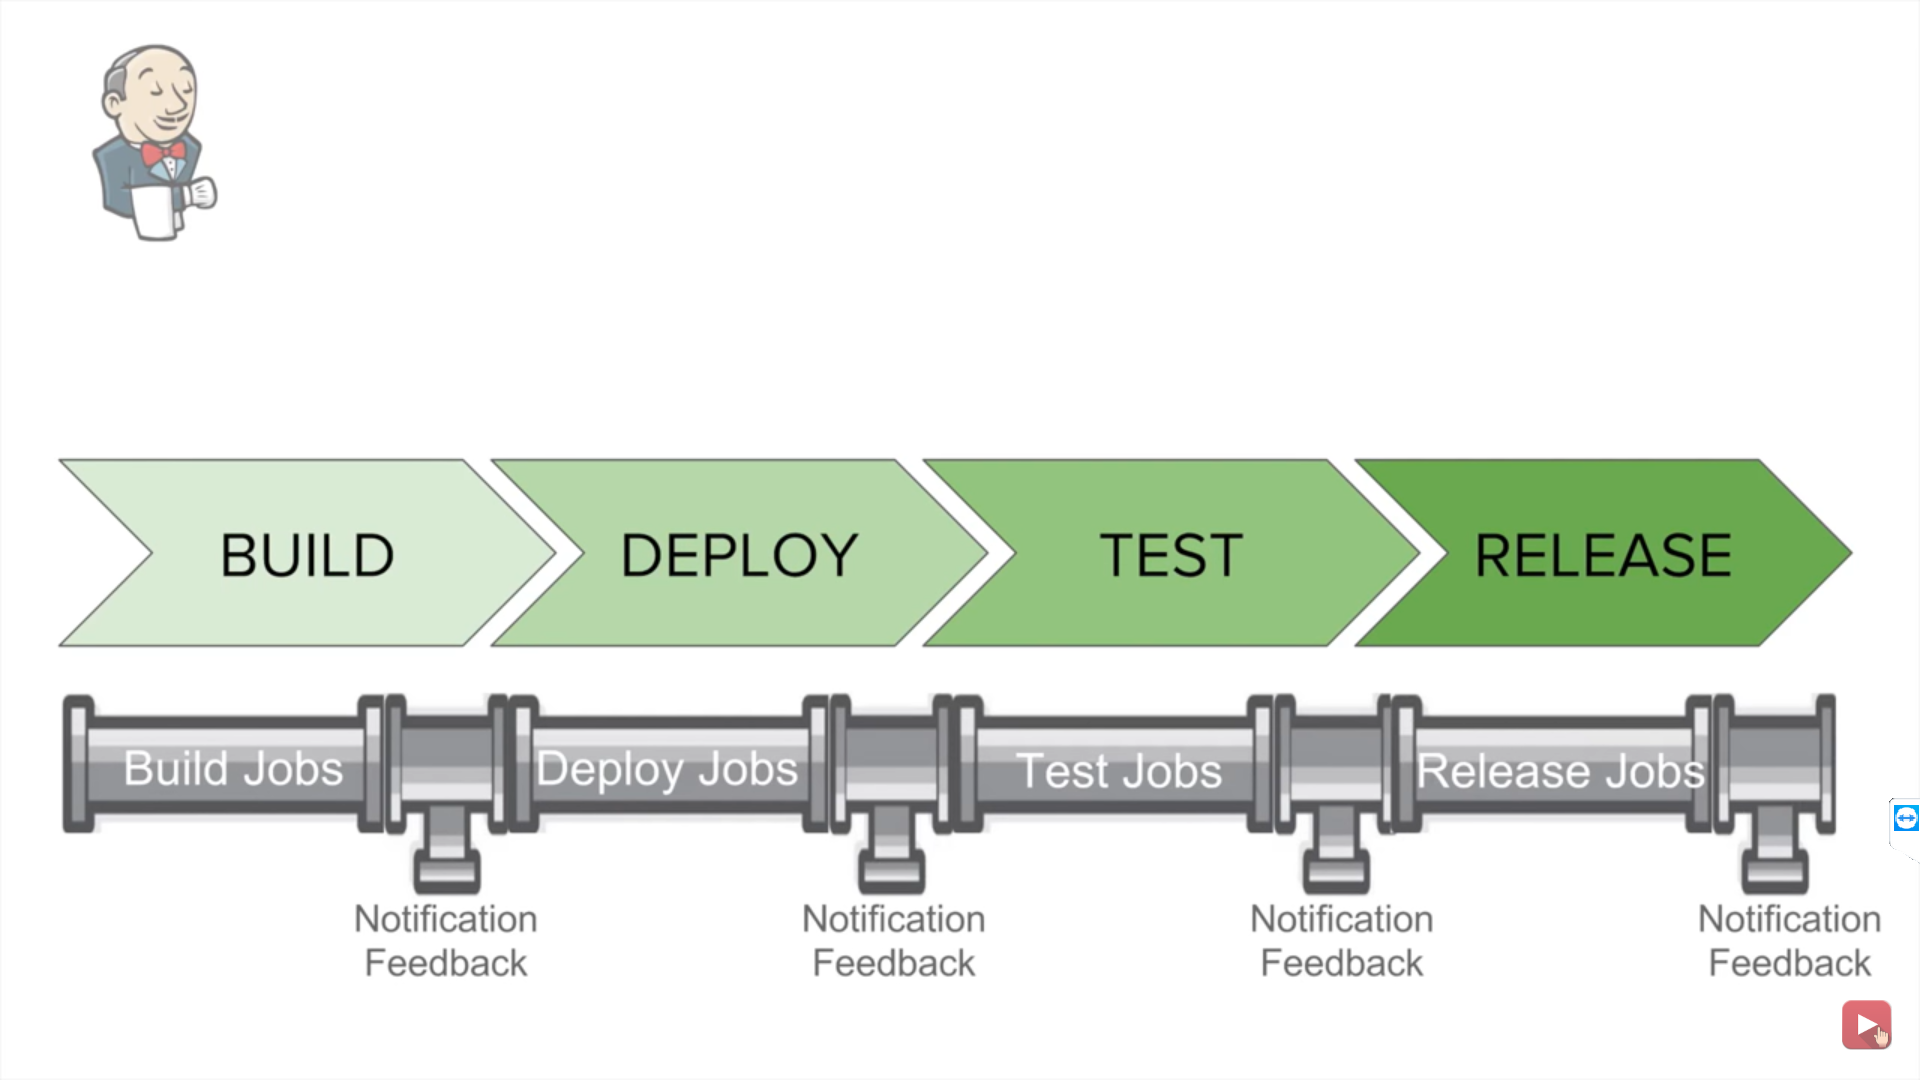 BUILD
DEPLOY
TEST
RELEASE
Build Jobs
Deploy Jobs
Test Jobs
Release Jobs
Notification
Feedback
Notification
Feedback
Notification
Feedback
Notification
Feedback